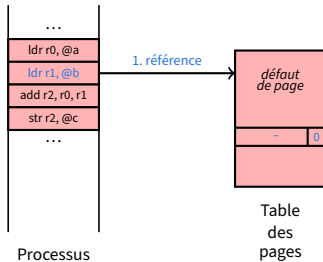 ...
ldr r0, @a
ldr r1, @b
add r2, r0, r1
str r2, @c
...
1. référence
défaut
de page
– 0
Table
des
pages
Processus